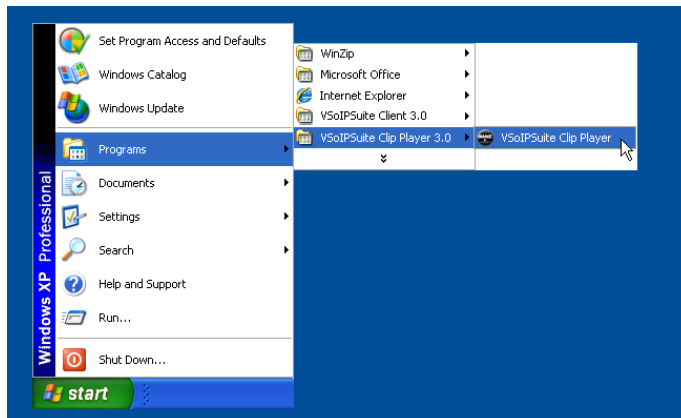 Set Program Access and Defaults
Windows Catalog
Windows Update
Programs
Documents
Settings
Search
Help and Support
Run...
Shut Down...
Windows XP Professional
start
WinZip
Microsoft Office
Internet Explorer
VSoIPSuite Client 3.0
VSoIPSuite Clip Player 3.0
VSoIPSuite Clip Player